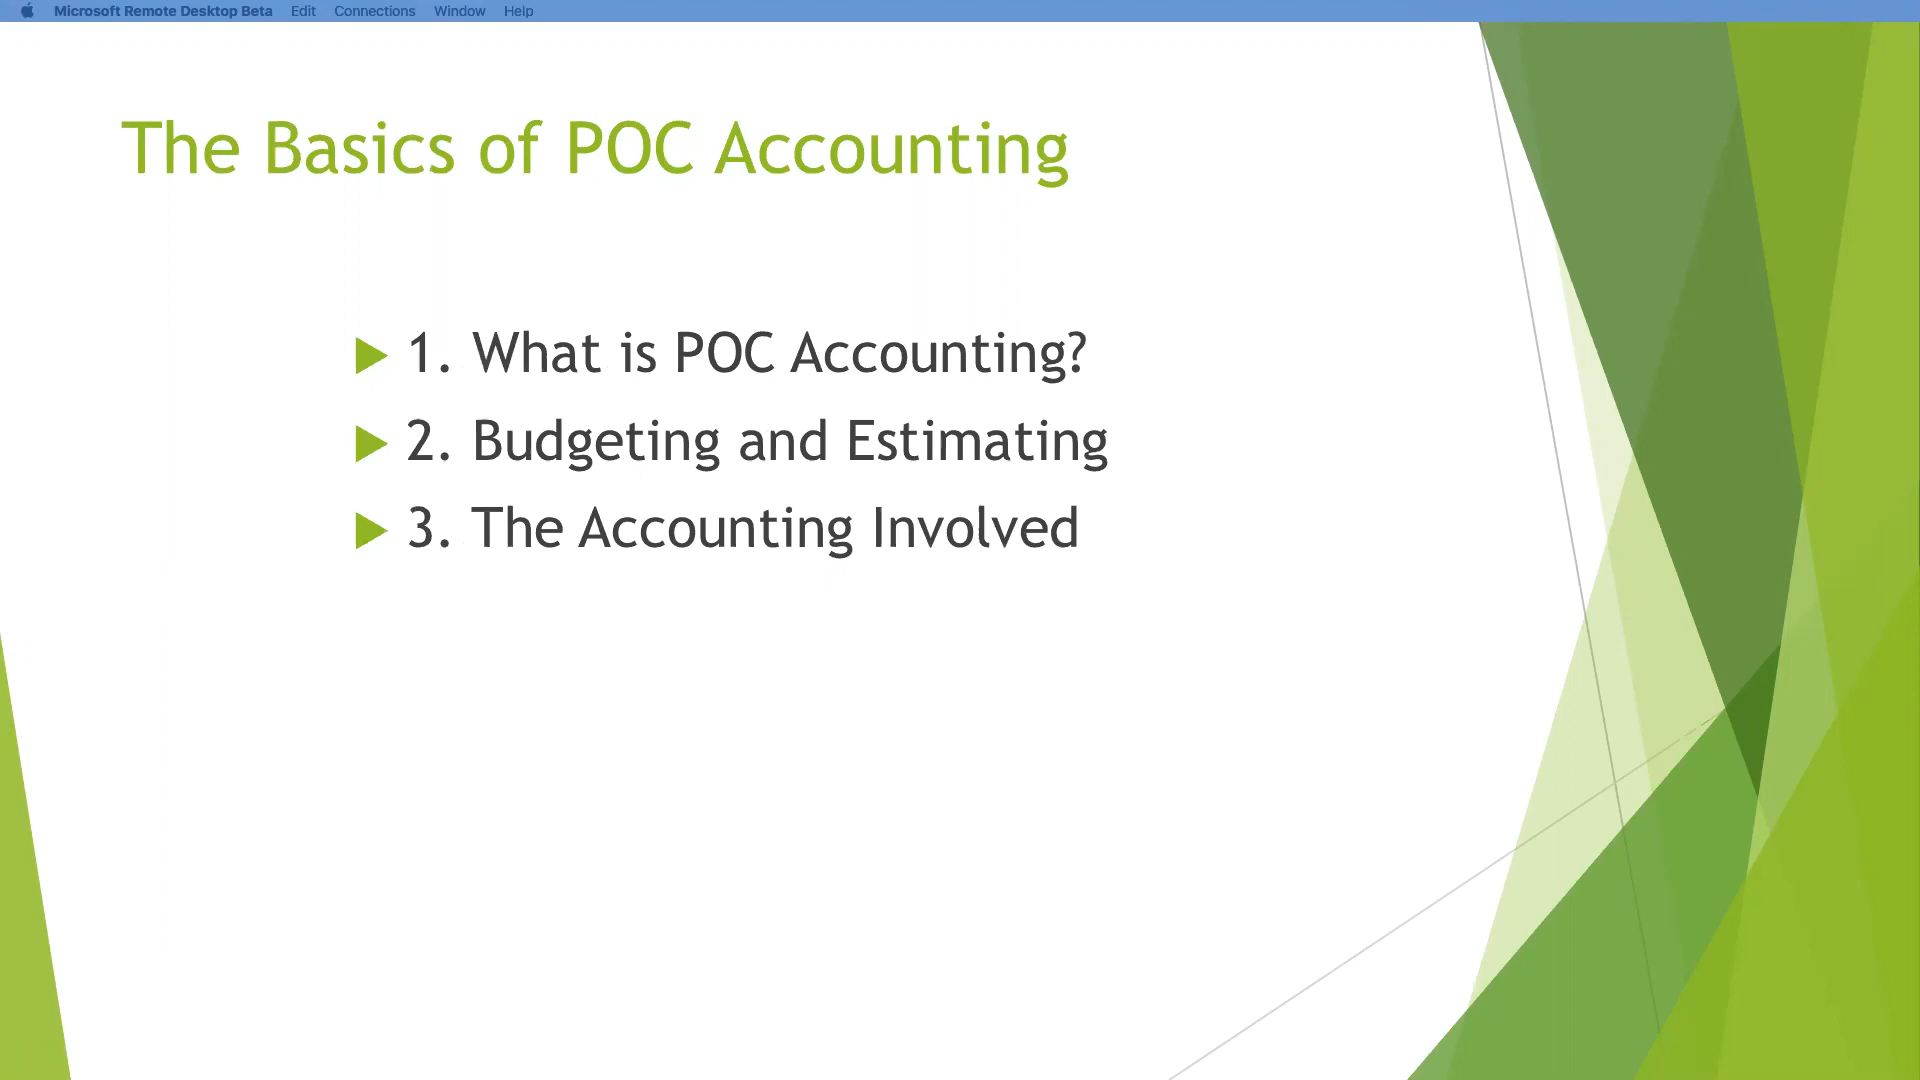 Microsoft Remote Desktop Beta Edit Connections Window Help
The Basics of POC Accounting
1. What is POC Accounting?
2. Budgeting and Estimating
3. The Accounting Involved